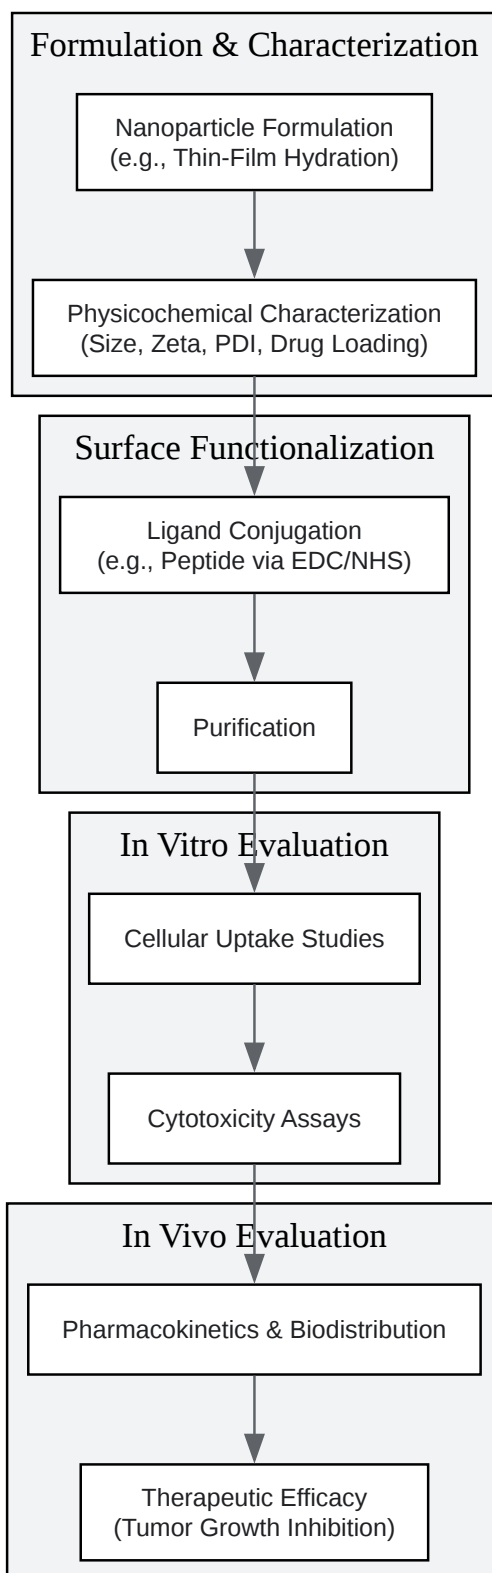 Formulation & Characterization
Nanoparticle Formulation
(e.g., Thin-Film Hydration)
Physicochemical Characterization
(Size, Zeta, PDI, Drug Loading)
Surface Functionalization
Ligand Conjugation
(e.g., Peptide via EDC/NHS)
Purification
In Vitro Evaluation
Cellular Uptake Studies
Cytotoxicity Assays
In Vivo Evaluation
Pharmacokinetics & Biodistribution
Therapeutic Efficacy
(Tumor Growth Inhibition)